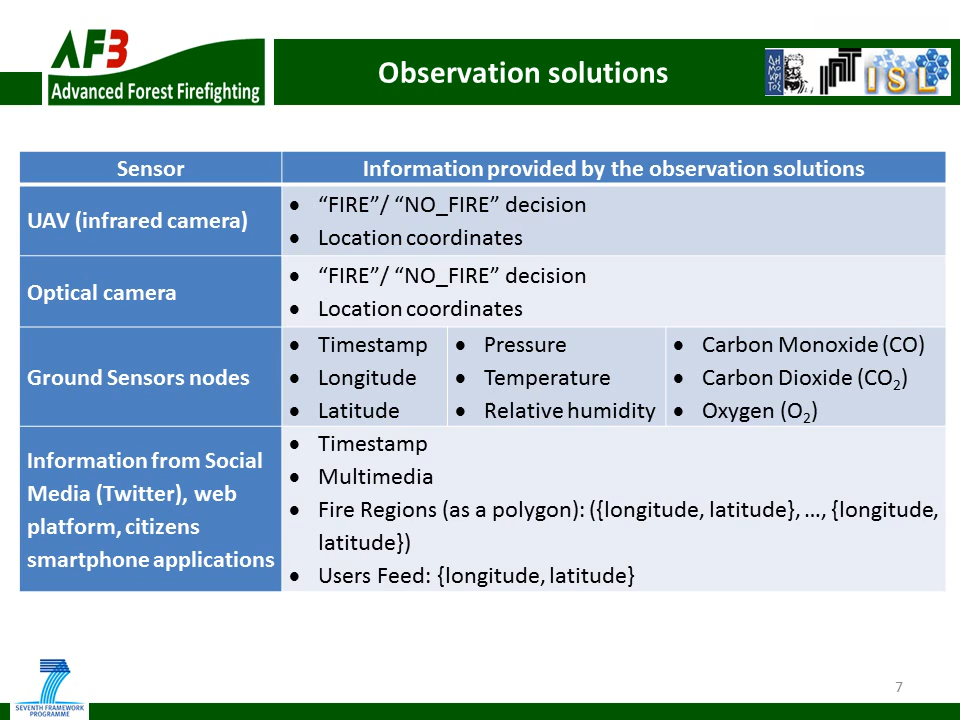 AF3
Advanced Forest Firefighting
Observation solutions
ΔΗΜΟ
ΚΡΙΤΟΣ
ISL
Sensor
Information provided by the observation solutions
UAV (infrared camera)
• “FIRE”/ “NO_FIRE” decision
• Location coordinates
Optical camera
• “FIRE”/ “NO_FIRE” decision
• Location coordinates
Ground Sensors nodes
• Timestamp
• Longitude
• Latitude
• Pressure
• Temperature
• Relative humidity
• Carbon Monoxide (CO)
• Carbon Dioxide (CO₂)
• Oxygen (O₂)
Information from Social
Media (Twitter), web
platform, citizens
smartphone applications
• Timestamp
• Multimedia
• Fire Regions (as a polygon): ({longitude, latitude}, …, {longitude,
latitude})
• Users Feed: {longitude, latitude}
7
SEVENTH FRAMEWORK
PROGRAMME
7